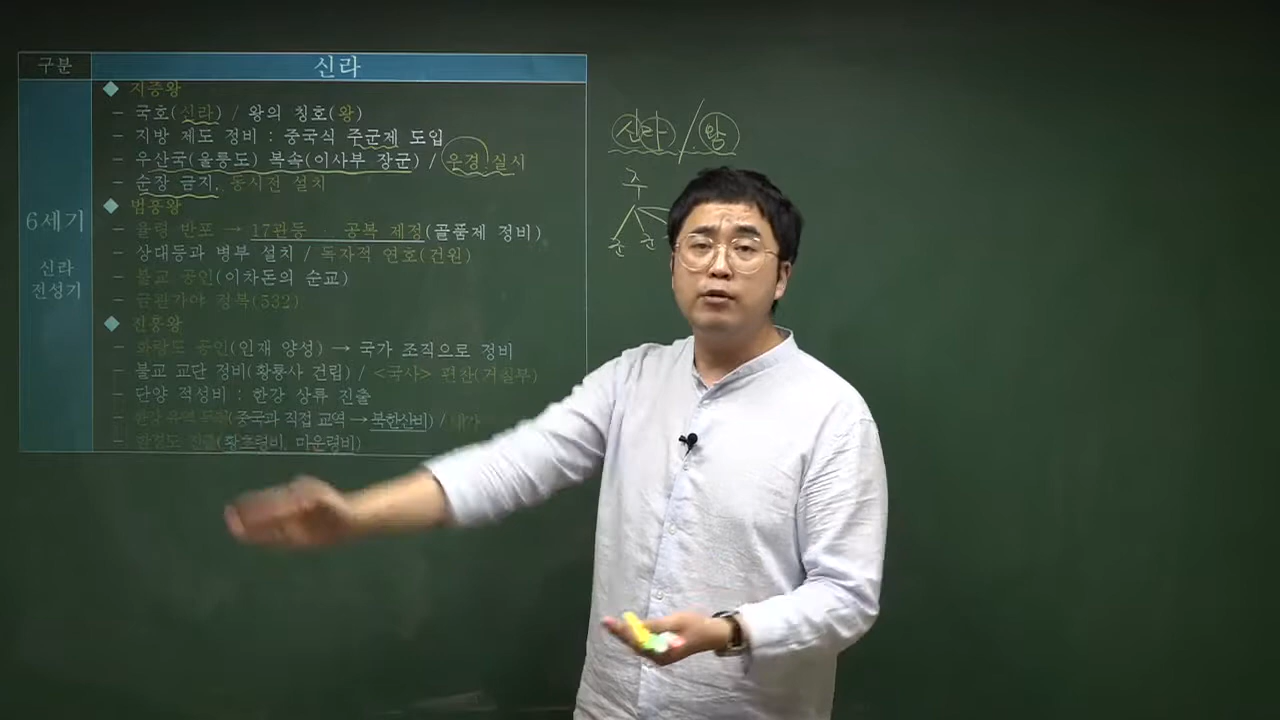 구분
신라
6세기
신라
전성기
◆ 지증왕
- 국호(신라) / 왕의 칭호(왕)
- 지방 제도 정비 : 중국식 주군제 도입
- 우산국(울릉도) 복속(이사부 장군) / 우경 실시
- 순장 금지, 동시전 설치
◆ 법흥왕
- 율령 반포 → 17관등 · 공복 제정(골품제 정비)
- 상대등과 병부 설치 / 독자적 연호(건원)
- 불교 공인(이차돈의 순교)
- 금관가야 정복(532)
◆ 진흥왕
- 화랑도 공인(인재 양성) → 국가 조직으로 정비
- 불교 교단 정비(황룡사 건립) / <국사> 편찬(거칠부)
- 단양 적성비 : 한강 상류 진출
- 한강 유역 (중국과 직접 교역 → 북한산비) /
- 함경도 진출(황초령비, 마운령비)
신라 / 왕
주
군 군